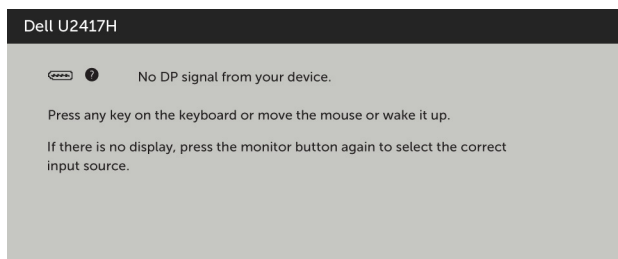 Dell U2417H
? No DP signal from your device.
Press any key on the keyboard or move the mouse or wake it up.
If there is no display, press the monitor button again to select the correct
input source.